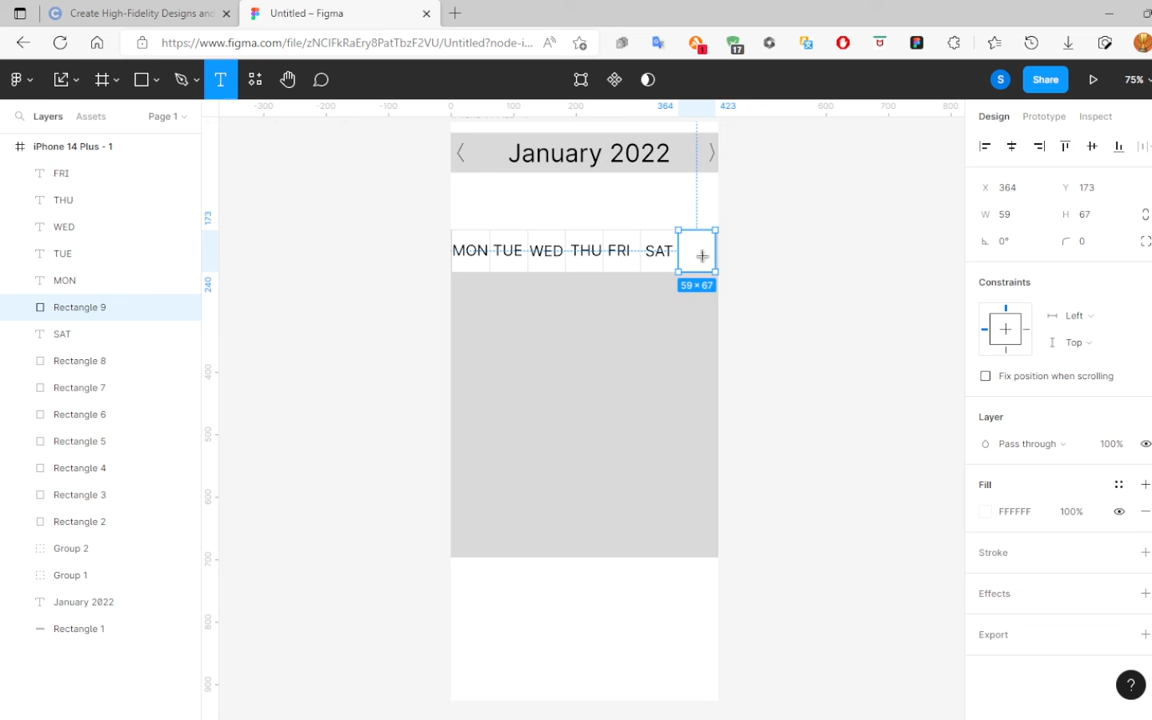 Create High-Fidelity Designs and
Untitled – Figma
https://www.figma.com/file/zNCIFkRaEry8PatTbzF2VU/Untitled?node-i...
1
17
S
Share
75%
Layers
Assets
Page 1
iPhone 14 Plus - 1
FRI
THU
WED
TUE
MON
Rectangle 9
SAT
Rectangle 8
Rectangle 7
Rectangle 6
Rectangle 5
Rectangle 4
Rectangle 3
Rectangle 2
Group 2
Group 1
January 2022
Rectangle 1
-300
-200
-100
0
100
200
364
423
600
700
800
173
240
400
500
600
700
800
900
January 2022
MON TUE WED THU FRI SAT
59 × 67
Design
Prototype
Inspect
X 364
Y 173
W 59
H 67
0°
0
Constraints
Left
Top
Fix position when scrolling
Layer
Pass through
100%
Fill
FFFFFF
100%
Stroke
Effects
Export
?